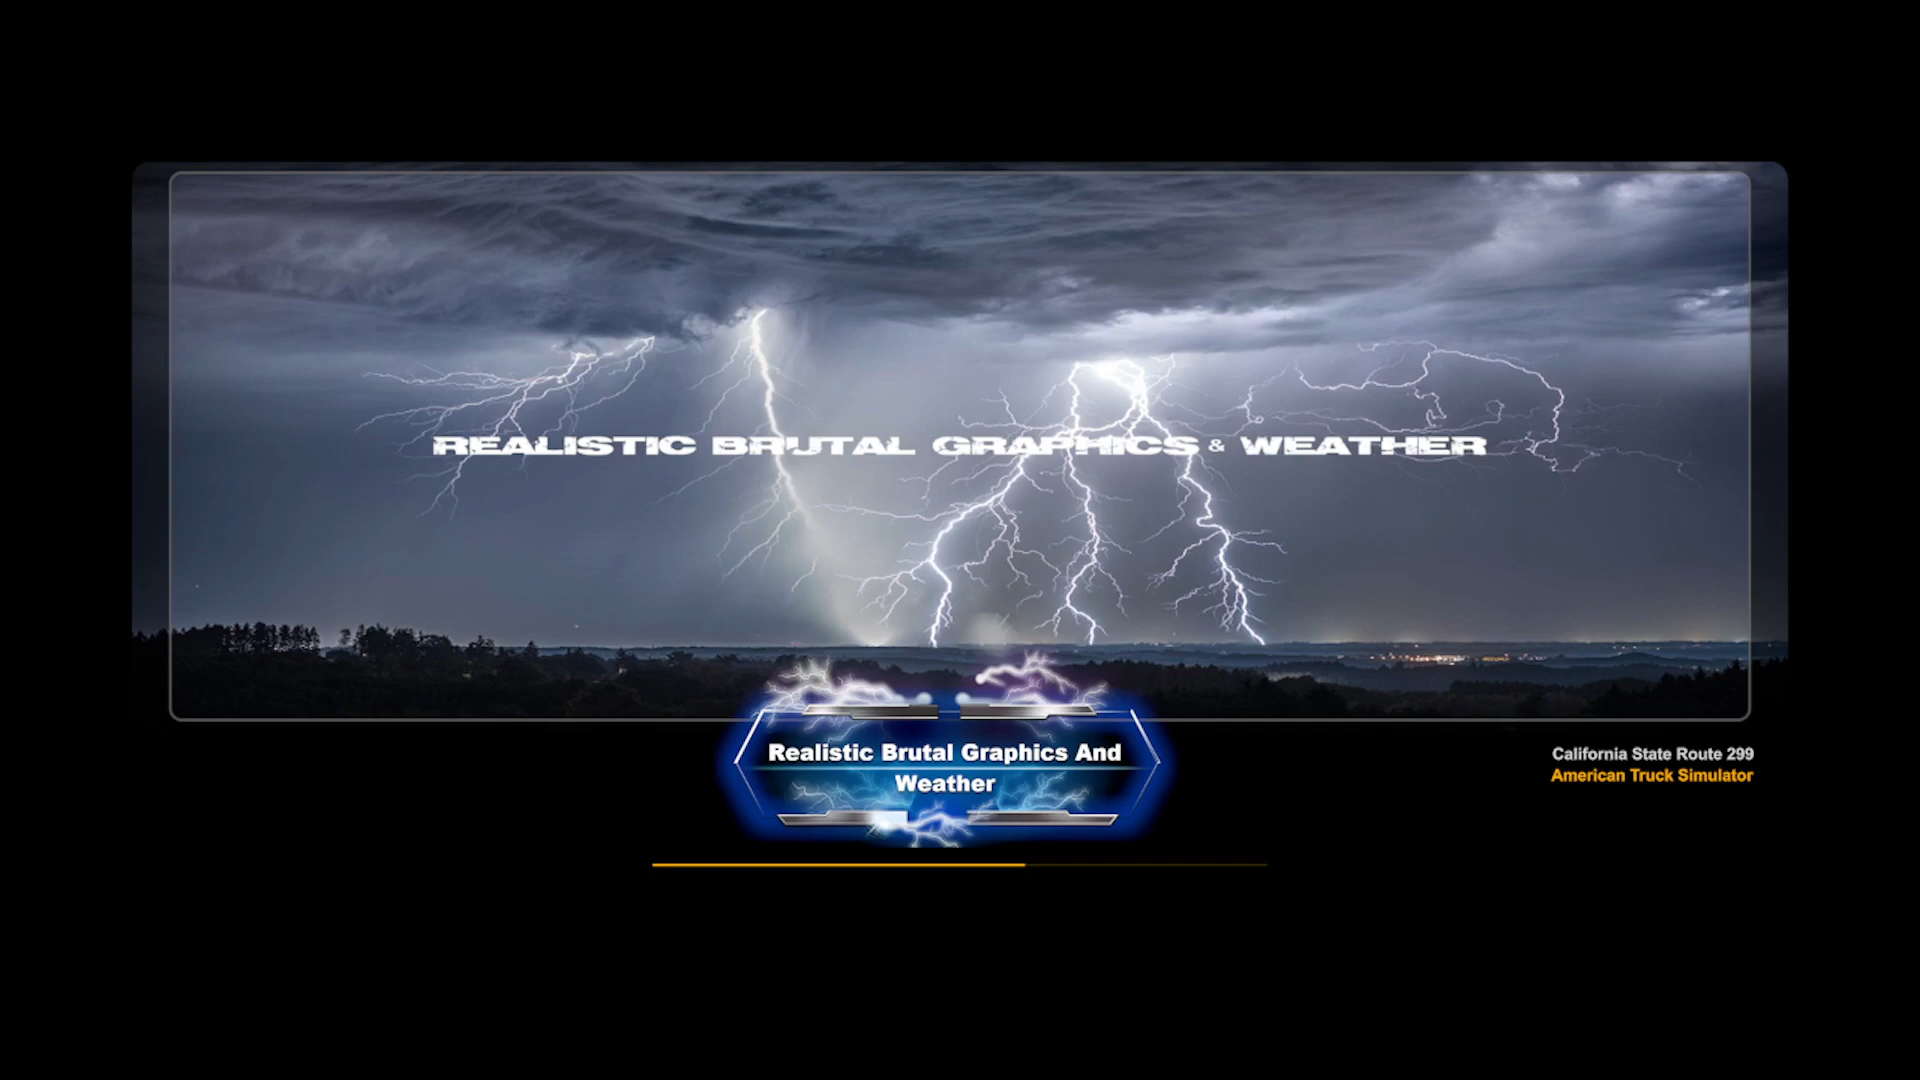 REALISTIC BRUTAL GRAPHICS & WEATHER
Realistic Brutal Graphics And
Weather
California State Route 299
American Truck Simulator